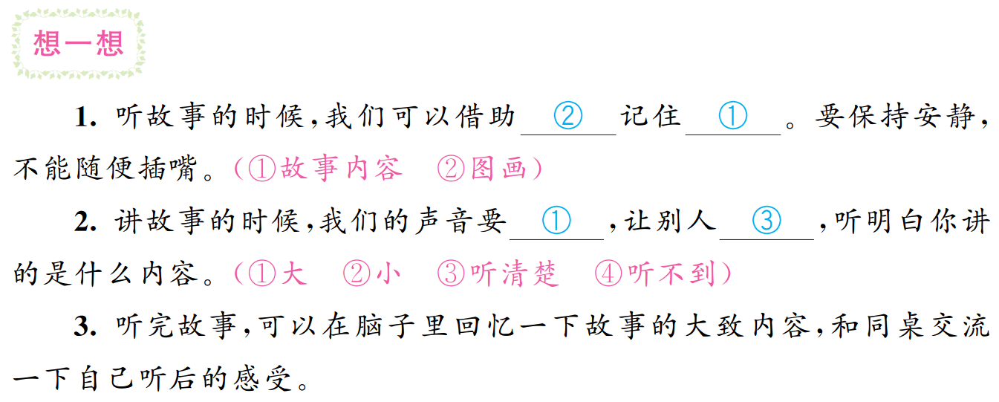 想一想
1. 听故事的时候,我们可以借助 ② 记住 ① 。要保持安静,
不能随便插嘴。(①故事内容 ②图画)
2. 讲故事的时候,我们的声音要 ① ,让别人 ③ ,听明白你讲
的是什么内容。(①大 ②小 ③听清楚 ④听不到)
3. 听完故事,可以在脑子里回忆一下故事的大致内容,和同桌交流
一下自己听后的感受。